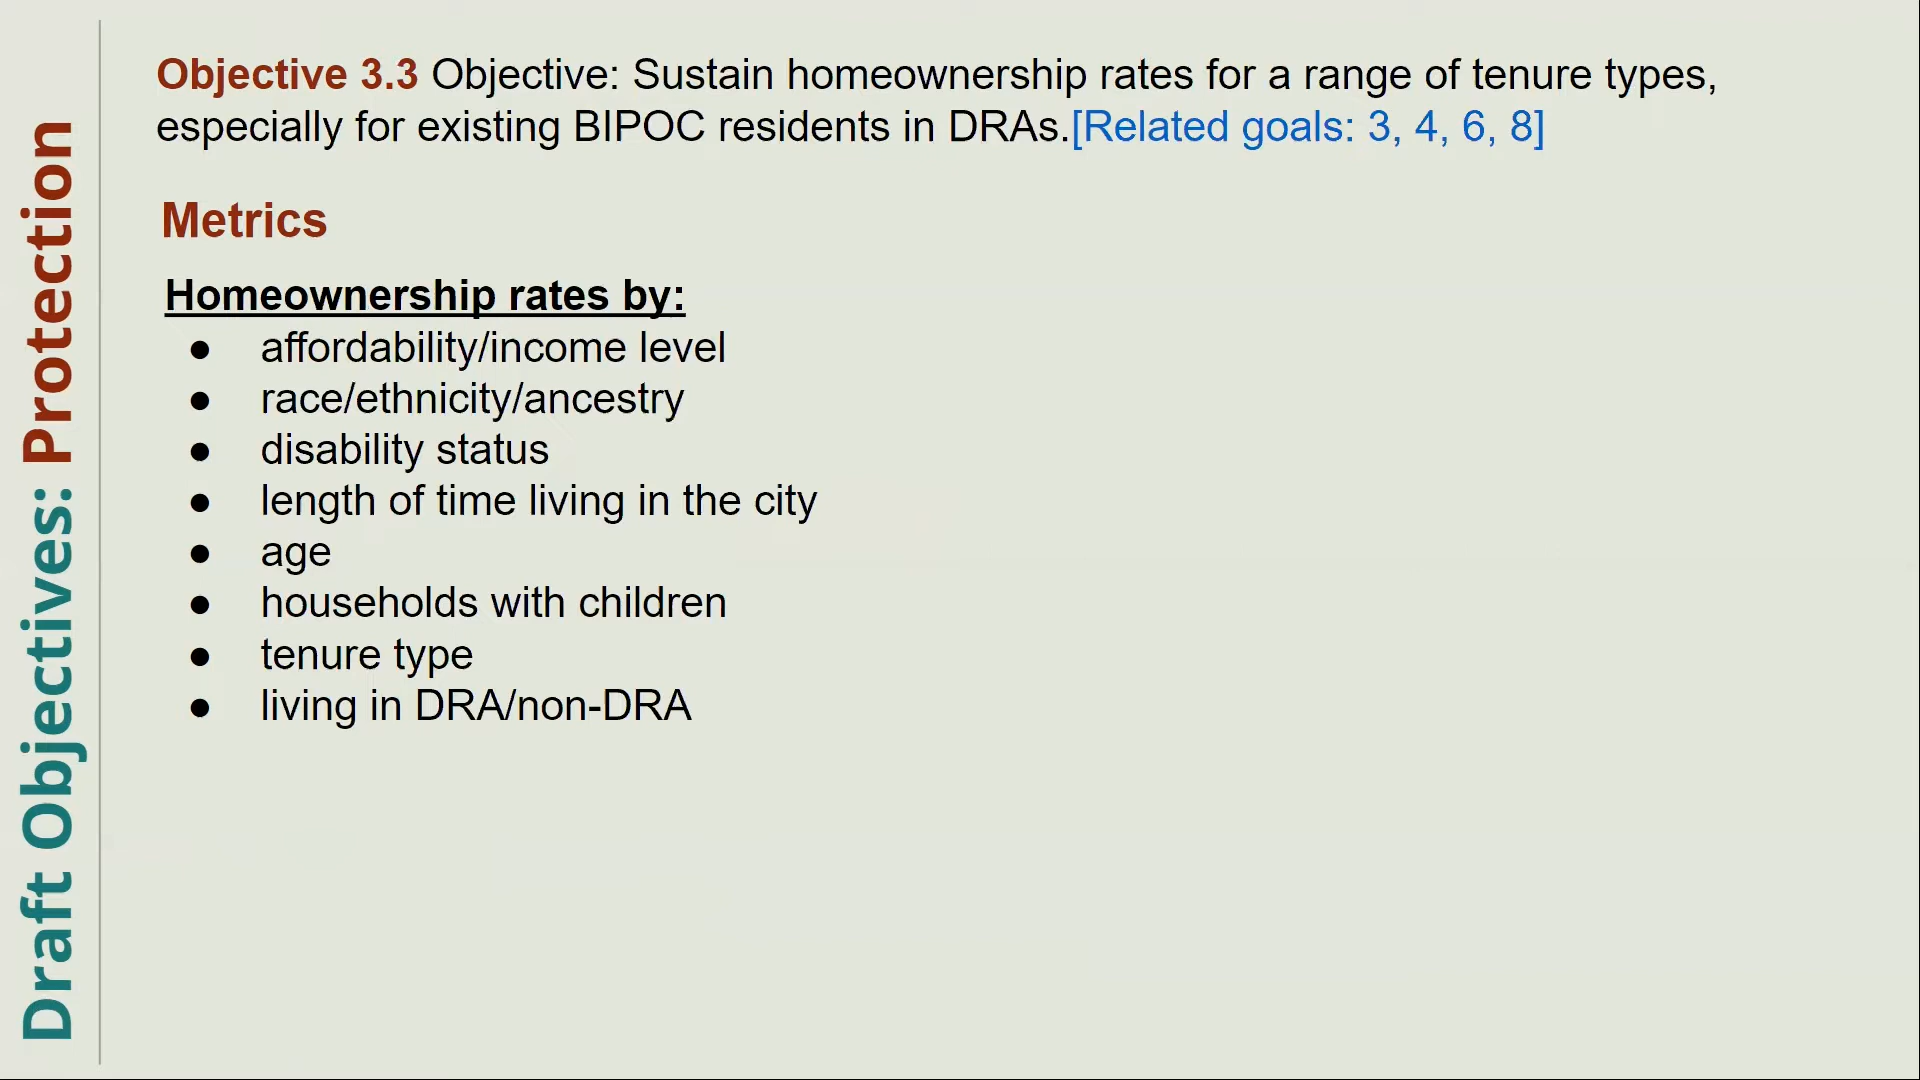 Draft Objectives: Protection
Objective 3.3 Objective: Sustain homeownership rates for a range of tenure types,
especially for existing BIPOC residents in DRAs.[Related goals: 3, 4, 6, 8]
Metrics
Homeownership rates by:
● affordability/income level
● race/ethnicity/ancestry
● disability status
● length of time living in the city
● age
● households with children
● tenure type
● living in DRA/non-DRA